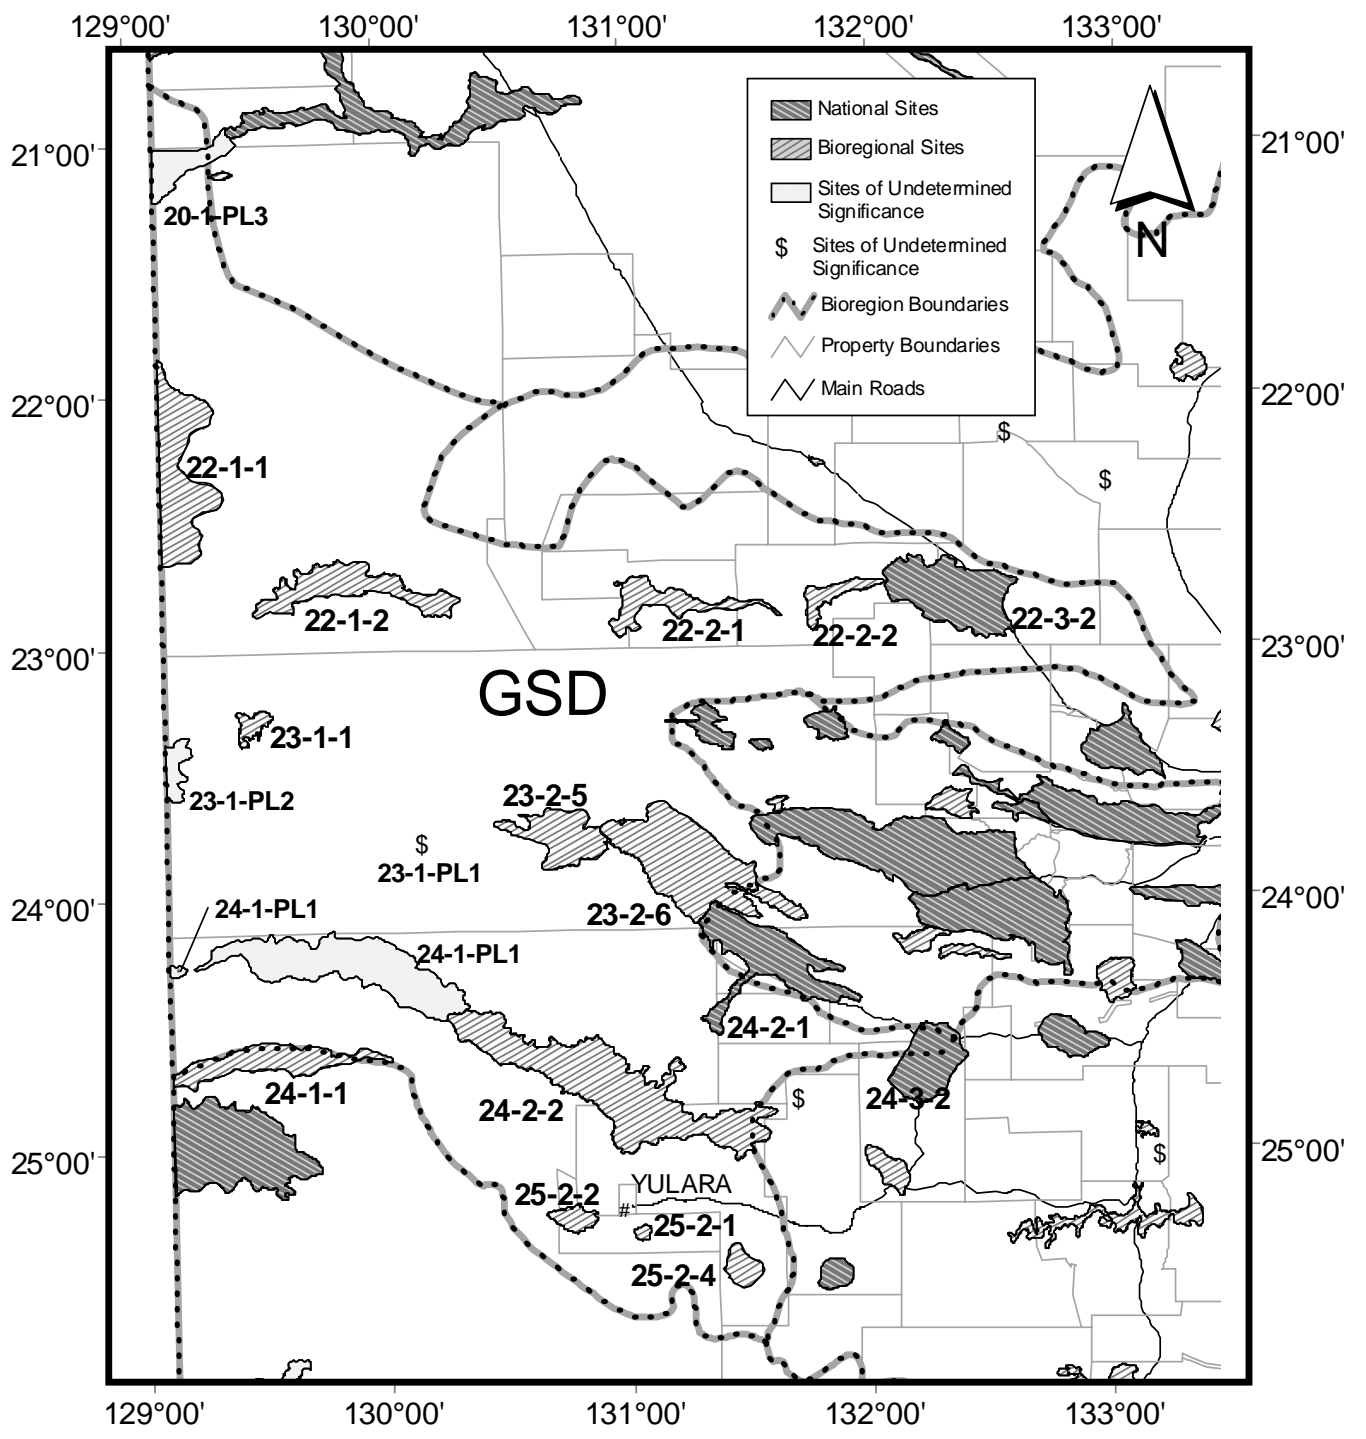 129°00' 130°00' 131°00' 132°00' 133°00'
National Sites
Bioregional Sites
Sites of Undetermined
Significance
$ Sites of Undetermined
Significance
Bioregion Boundaries
Property Boundaries
Main Roads
N
21°00' 21°00'
20-1-PL3
22°00' 22°00'
$
$
22-1-1
22-1-2
22-2-1
22-2-2
22-3-2
23°00' 23°00'
GSD
23-1-1
23-1-PL2
23-2-5
$
23-1-PL1
24°00' 24°00'
24-1-PL1
23-2-6
24-1-PL1
24-2-1
24-1-1
24-2-2
$
24-3-2
25°00' 25°00'
$
YULARA
25-2-2
#
25-2-1
25-2-4
129°00' 130°00' 131°00' 132°00' 133°00'